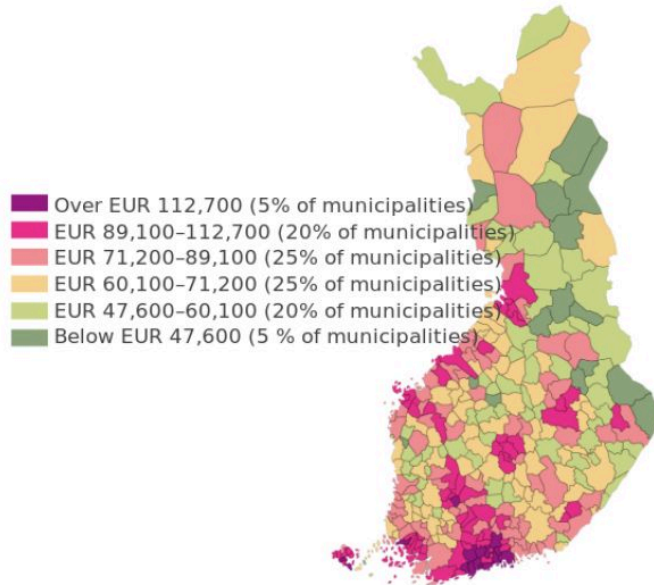 Over EUR 112,700 (5% of municipalities)
EUR 89,100–112,700 (20% of municipalities)
EUR 71,200–89,100 (25% of municipalities)
EUR 60,100–71,200 (25% of municipalities)
EUR 47,600–60,100 (20% of municipalities)
Below EUR 47,600 (5 % of municipalities)